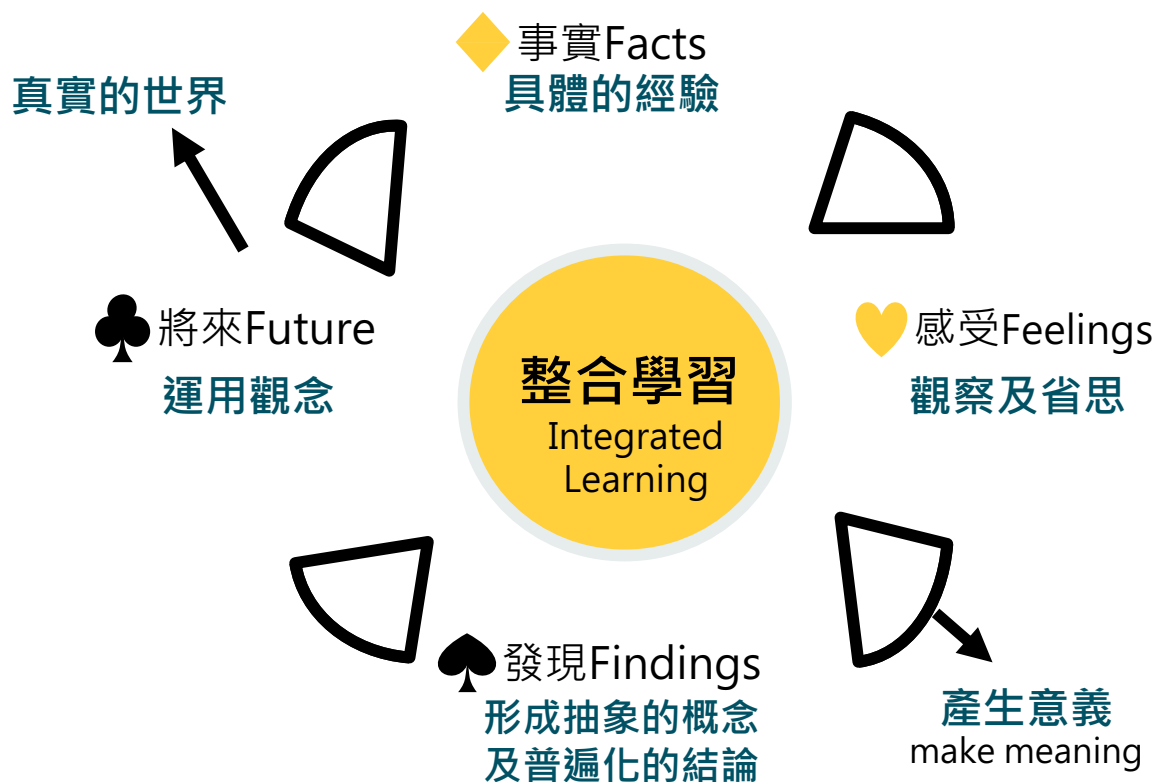 事實Facts
具體的經驗
真實的世界
感受Feelings
觀察及省思
將來Future
運用觀念
整合學習
Integrated
Learning
發現Findings
形成抽象的概念
及普遍化的結論
產生意義
make meaning